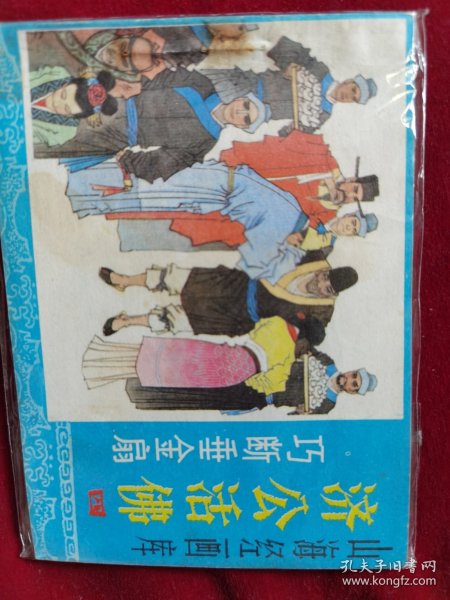 山海经画库
济公活佛
四
巧断垂金扇
孔夫子旧书网
www.kongfz.com